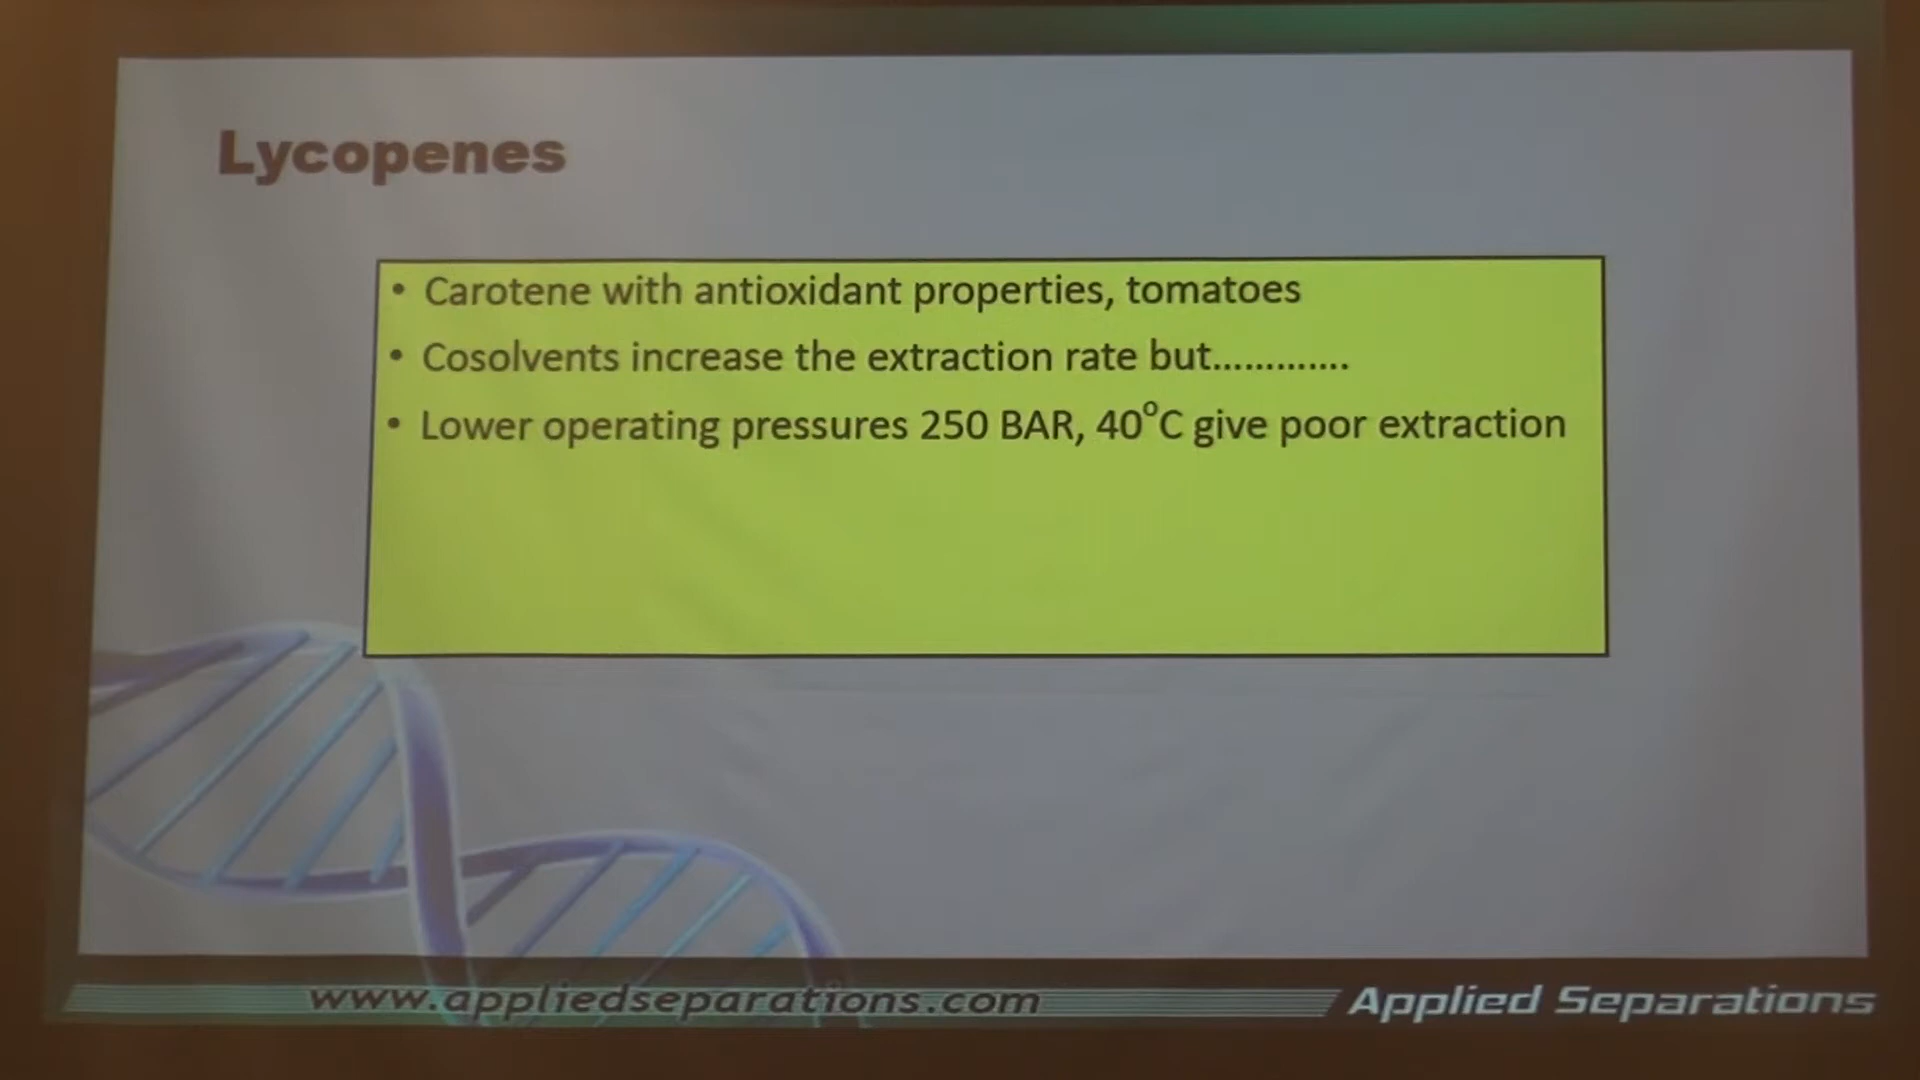 Lycopenes
• Carotene with antioxidant properties, tomatoes
• Cosolvents increase the extraction rate but.............
• Lower operating pressures 250 BAR, 40°C give poor extraction
www.appliedseparations.com
Applied Separations